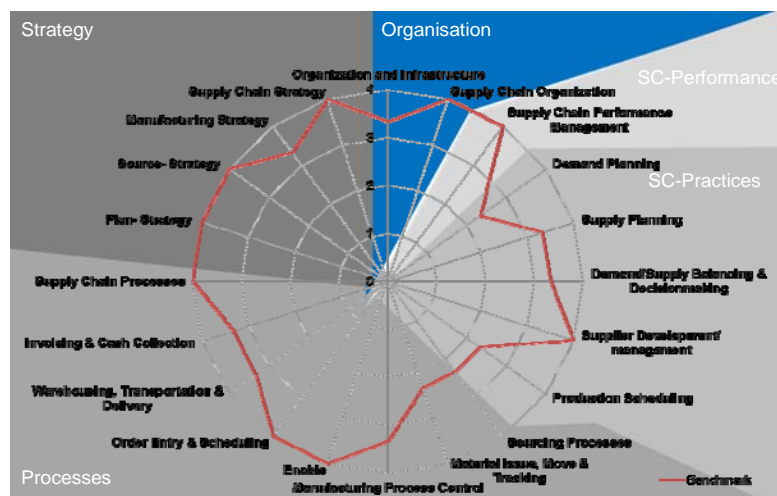 Strategy
Organisation
SC-Performance
SC-Practices
Processes
Organization and Infrastructure
Supply Chain Organization
Supply Chain Performance
Management
Demand Planning
Supply Planning
Demand/Supply Balancing &
Decisionmaking
Supplier Development/
management
Production Scheduling
Sourcing Processes
Material Issue, Move &
Tracking
Manufacturing Process Control
Enable
Order Entry & Scheduling
Warehousing, Transportation &
Delivery
Invoicing & Cash Collection
Supply Chain Processes
Plan- Strategy
Source- Strategy
Manufacturing Strategy
Supply Chain Strategy
4
3
2
1
0
Benchmark